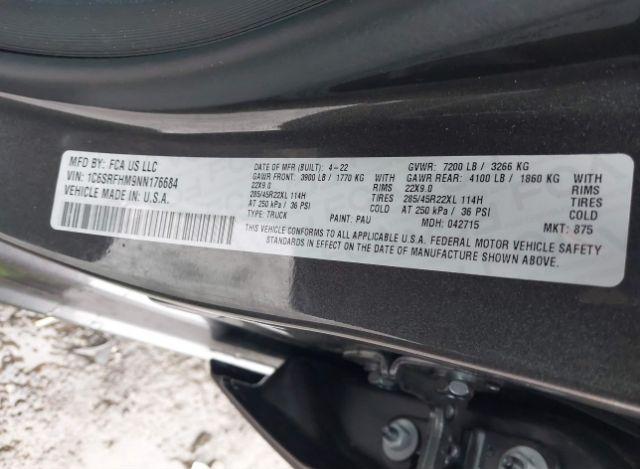 MFD BY: FCA US LLC
VIN: 1C6SRFHM9NN176684
VEHICLE MADE IN: U.S.A.
DATE OF MFR (BUILT): 4-22 GVWR: 7200 LB / 3266 KG
GAWR FRONT: 3900 LB / 1770 KG WITH GAWR REAR: 4100 LB / 1860 KG WITH
22X9.0 RIMS 22X9.0 RIMS
285/45R22XL 114H TIRES 285/45R22XL 114H TIRES
AT 250 kPa / 36 PSI COLD AT 250 kPa / 36 PSI COLD
TYPE: TRUCK PAINT: PAU MDH: 042715 MKT: 875
THIS VEHICLE CONFORMS TO ALL APPLICABLE U.S.A. FEDERAL MOTOR VEHICLE SAFETY
STANDARDS IN EFFECT ON THE DATE OF MANUFACTURE SHOWN ABOVE.